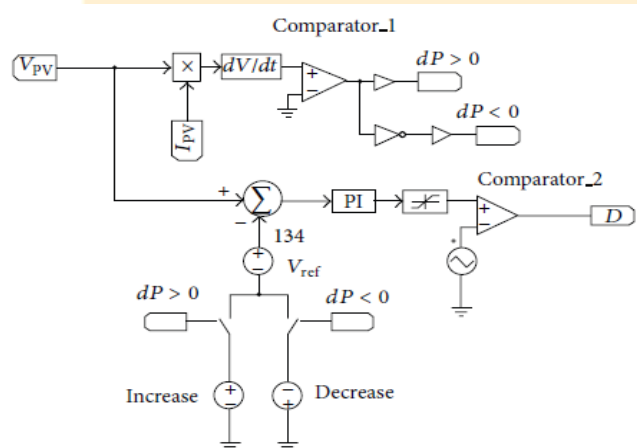 Comparator_1
V_PV
×
dV/dt
+
−
dP > 0
I_PV
dP < 0
+
−
∑
PI
Comparator_2
+
−
D
134
+
−
V_ref
dP > 0
dP < 0
Increase
+
−
−
+
Decrease